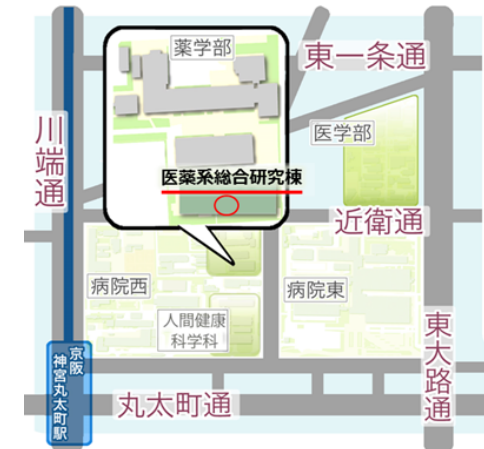 薬学部
東一条通
医学部
川端通
医薬系総合研究棟
近衛通
病院西
病院東
人間健康
科学科
東大路通
京阪
神宮丸太町駅
丸太町通